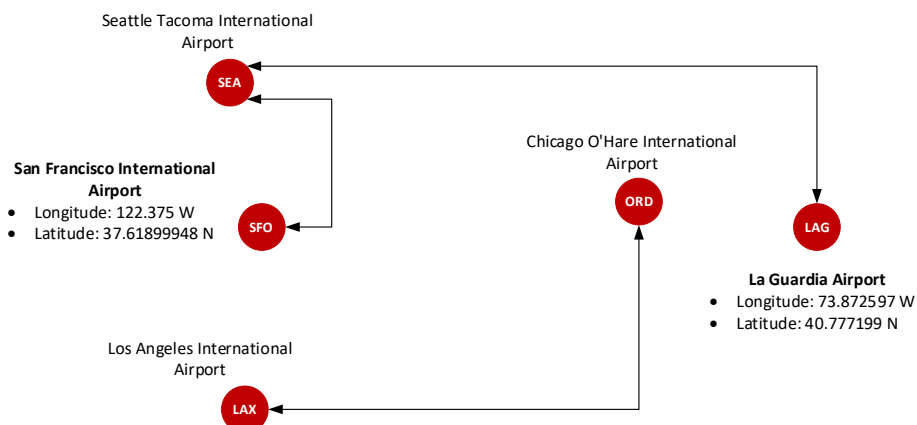 Seattle Tacoma International
Airport
SEA
Chicago O'Hare International
Airport
San Francisco International
Airport
• Longitude: 122.375 W
• Latitude: 37.61899948 N
SFO
ORD
LAG
La Guardia Airport
• Longitude: 73.872597 W
• Latitude: 40.777199 N
Los Angeles International
Airport
LAX